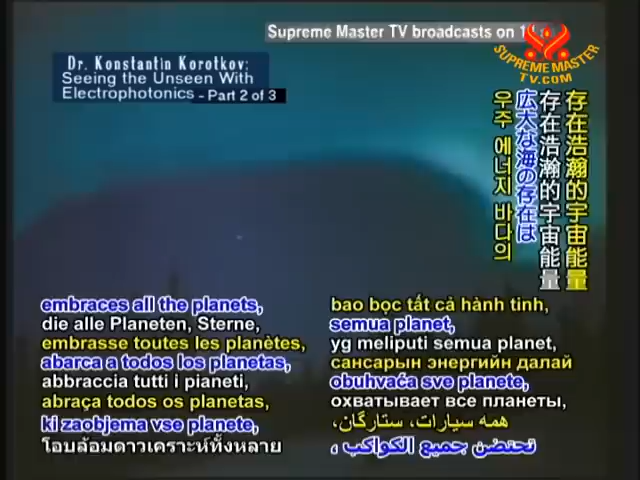 Supreme Master TV broadcasts on 1
SUPREME MASTER
TV.COM
Dr. Konstantin Korotkov:
Seeing the Unseen With
Electrophotonics - Part 2 of 3
存在浩瀚的宇宙能量
存在浩瀚的宇宙能量
広大な海の存在は
우주 에너지 바다의
embraces all the planets,
die alle Planeten, Sterne,
embrasse toutes les planètes,
abarca a todos los planetas,
abbraccia tutti i pianeti,
abraça todos os planetas,
ki zaobjema vse planete,
โอบล้อมดาวเคราะห์ทั้งหลาย
bao bọc tất cả hành tinh,
semua planet,
yg meliputi semua planet,
сансарын энергийн далай
obuhvaća sve planete,
охватывает все планеты,
همه سیارات، ستارگان،
تحتضن جميع الكواكب ،